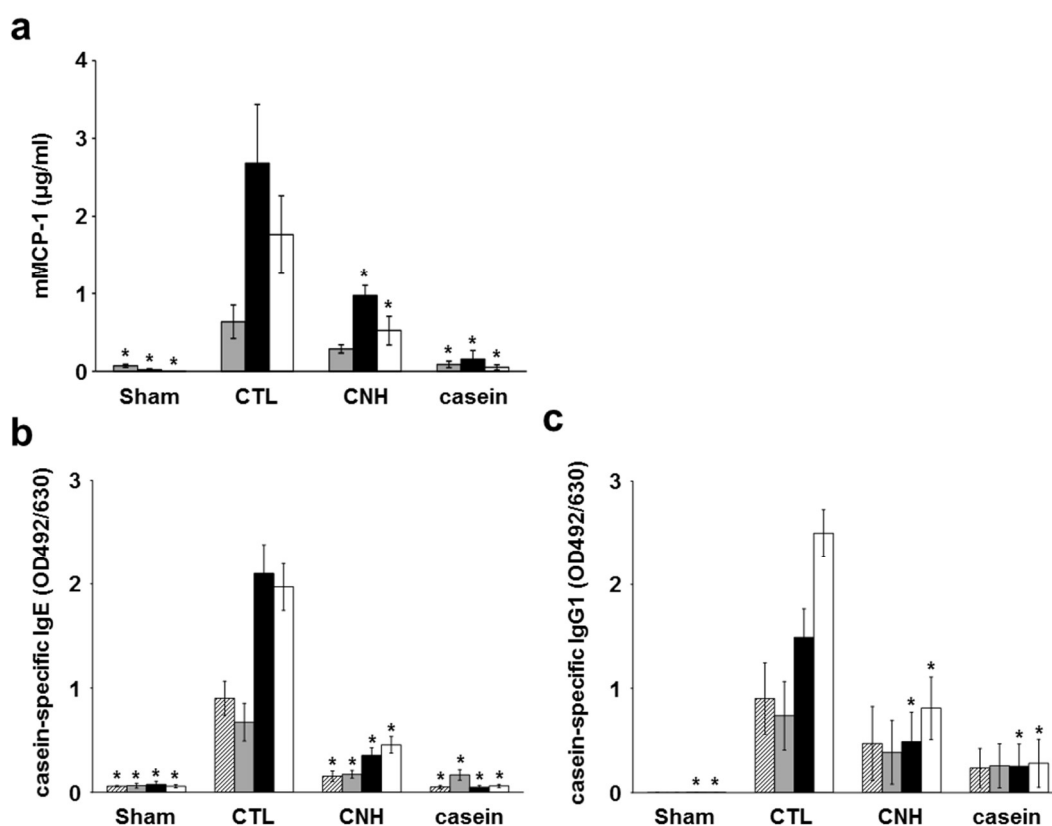 a
mMCP-1 (µg/ml)
4
3
2
1
0
* * *
* *
* * *
Sham CTL CNH casein
b
casein-specific IgE (OD492/630)
3
2
1
0
* * * *
* * * *
* * * *
Sham CTL CNH casein
c
casein-specific IgG1 (OD492/630)
3
2
1
0
* *
* *
* *
Sham CTL CNH casein